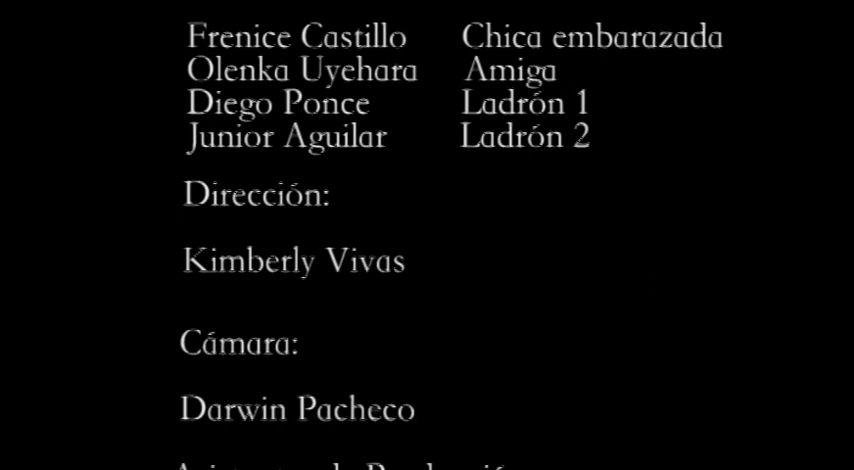 Frenice Castillo Chica embarazada
Olenka Uyehara Amiga
Diego Ponce Ladrón 1
Junior Aguilar Ladrón 2
Dirección:
Kimberly Vivas
Cámara:
Darwin Pacheco